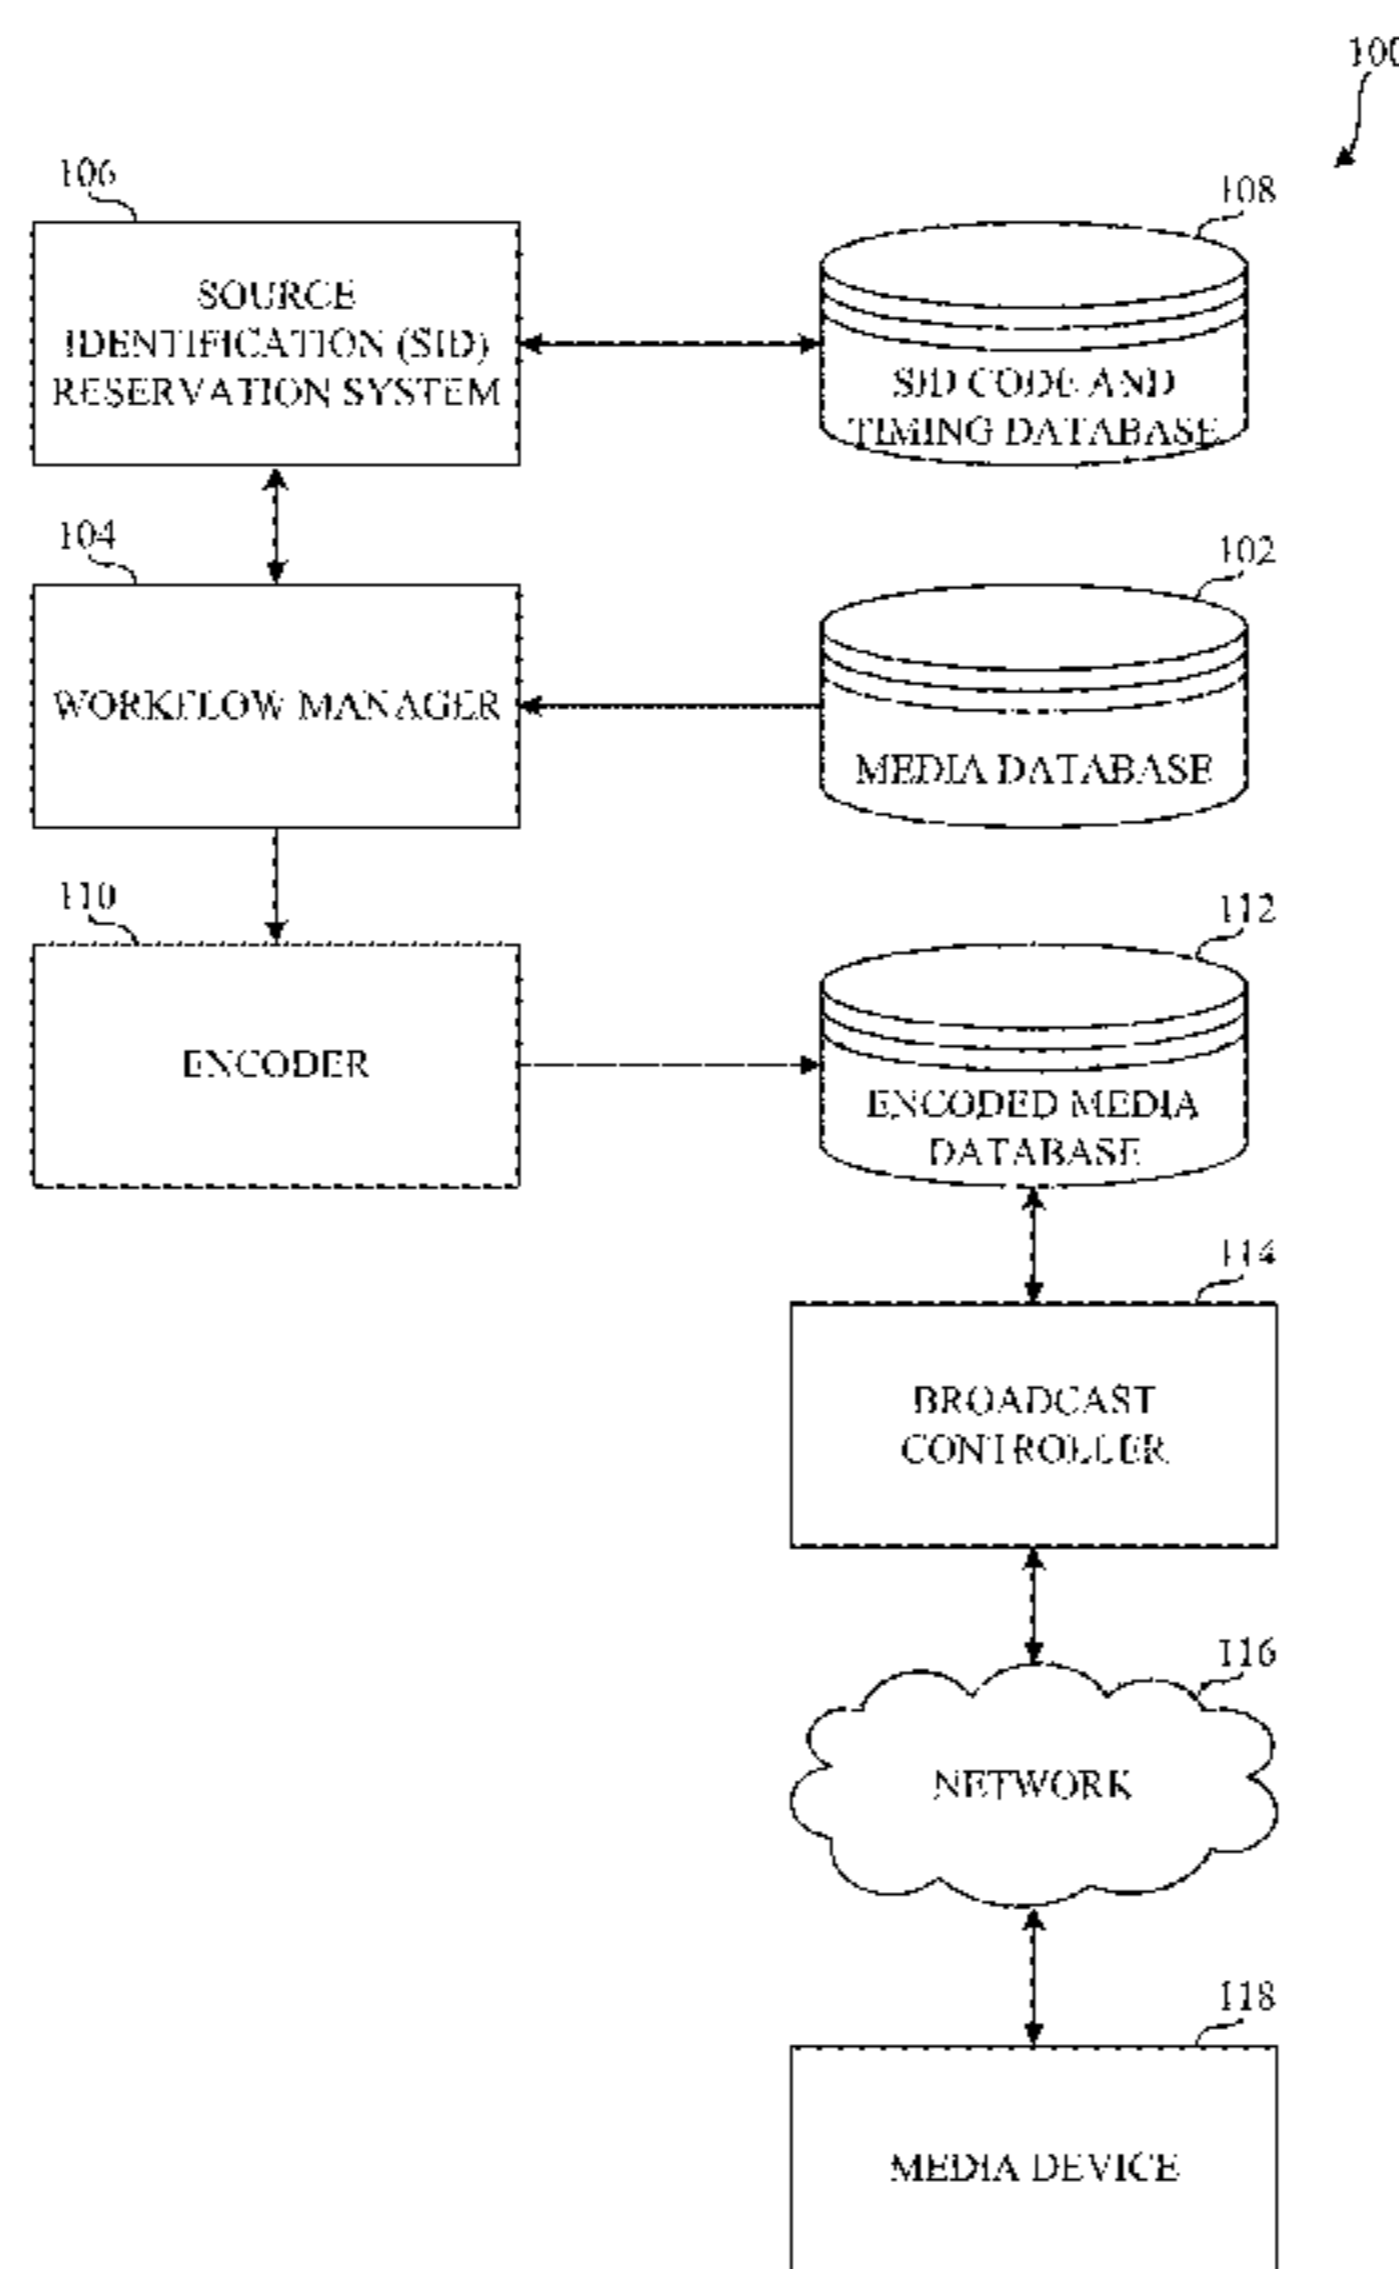 100
106
108
SOURCE
IDENTIFICATION (SID)
RESERVATION SYSTEM
SID CODE AND
TIMING DATABASE
104
102
WORKFLOW MANAGER
MEDIA DATABASE
110
112
ENCODER
ENCODED MEDIA
DATABASE
114
BROADCAST
CONTROLLER
116
NETWORK
118
MEDIA DEVICE